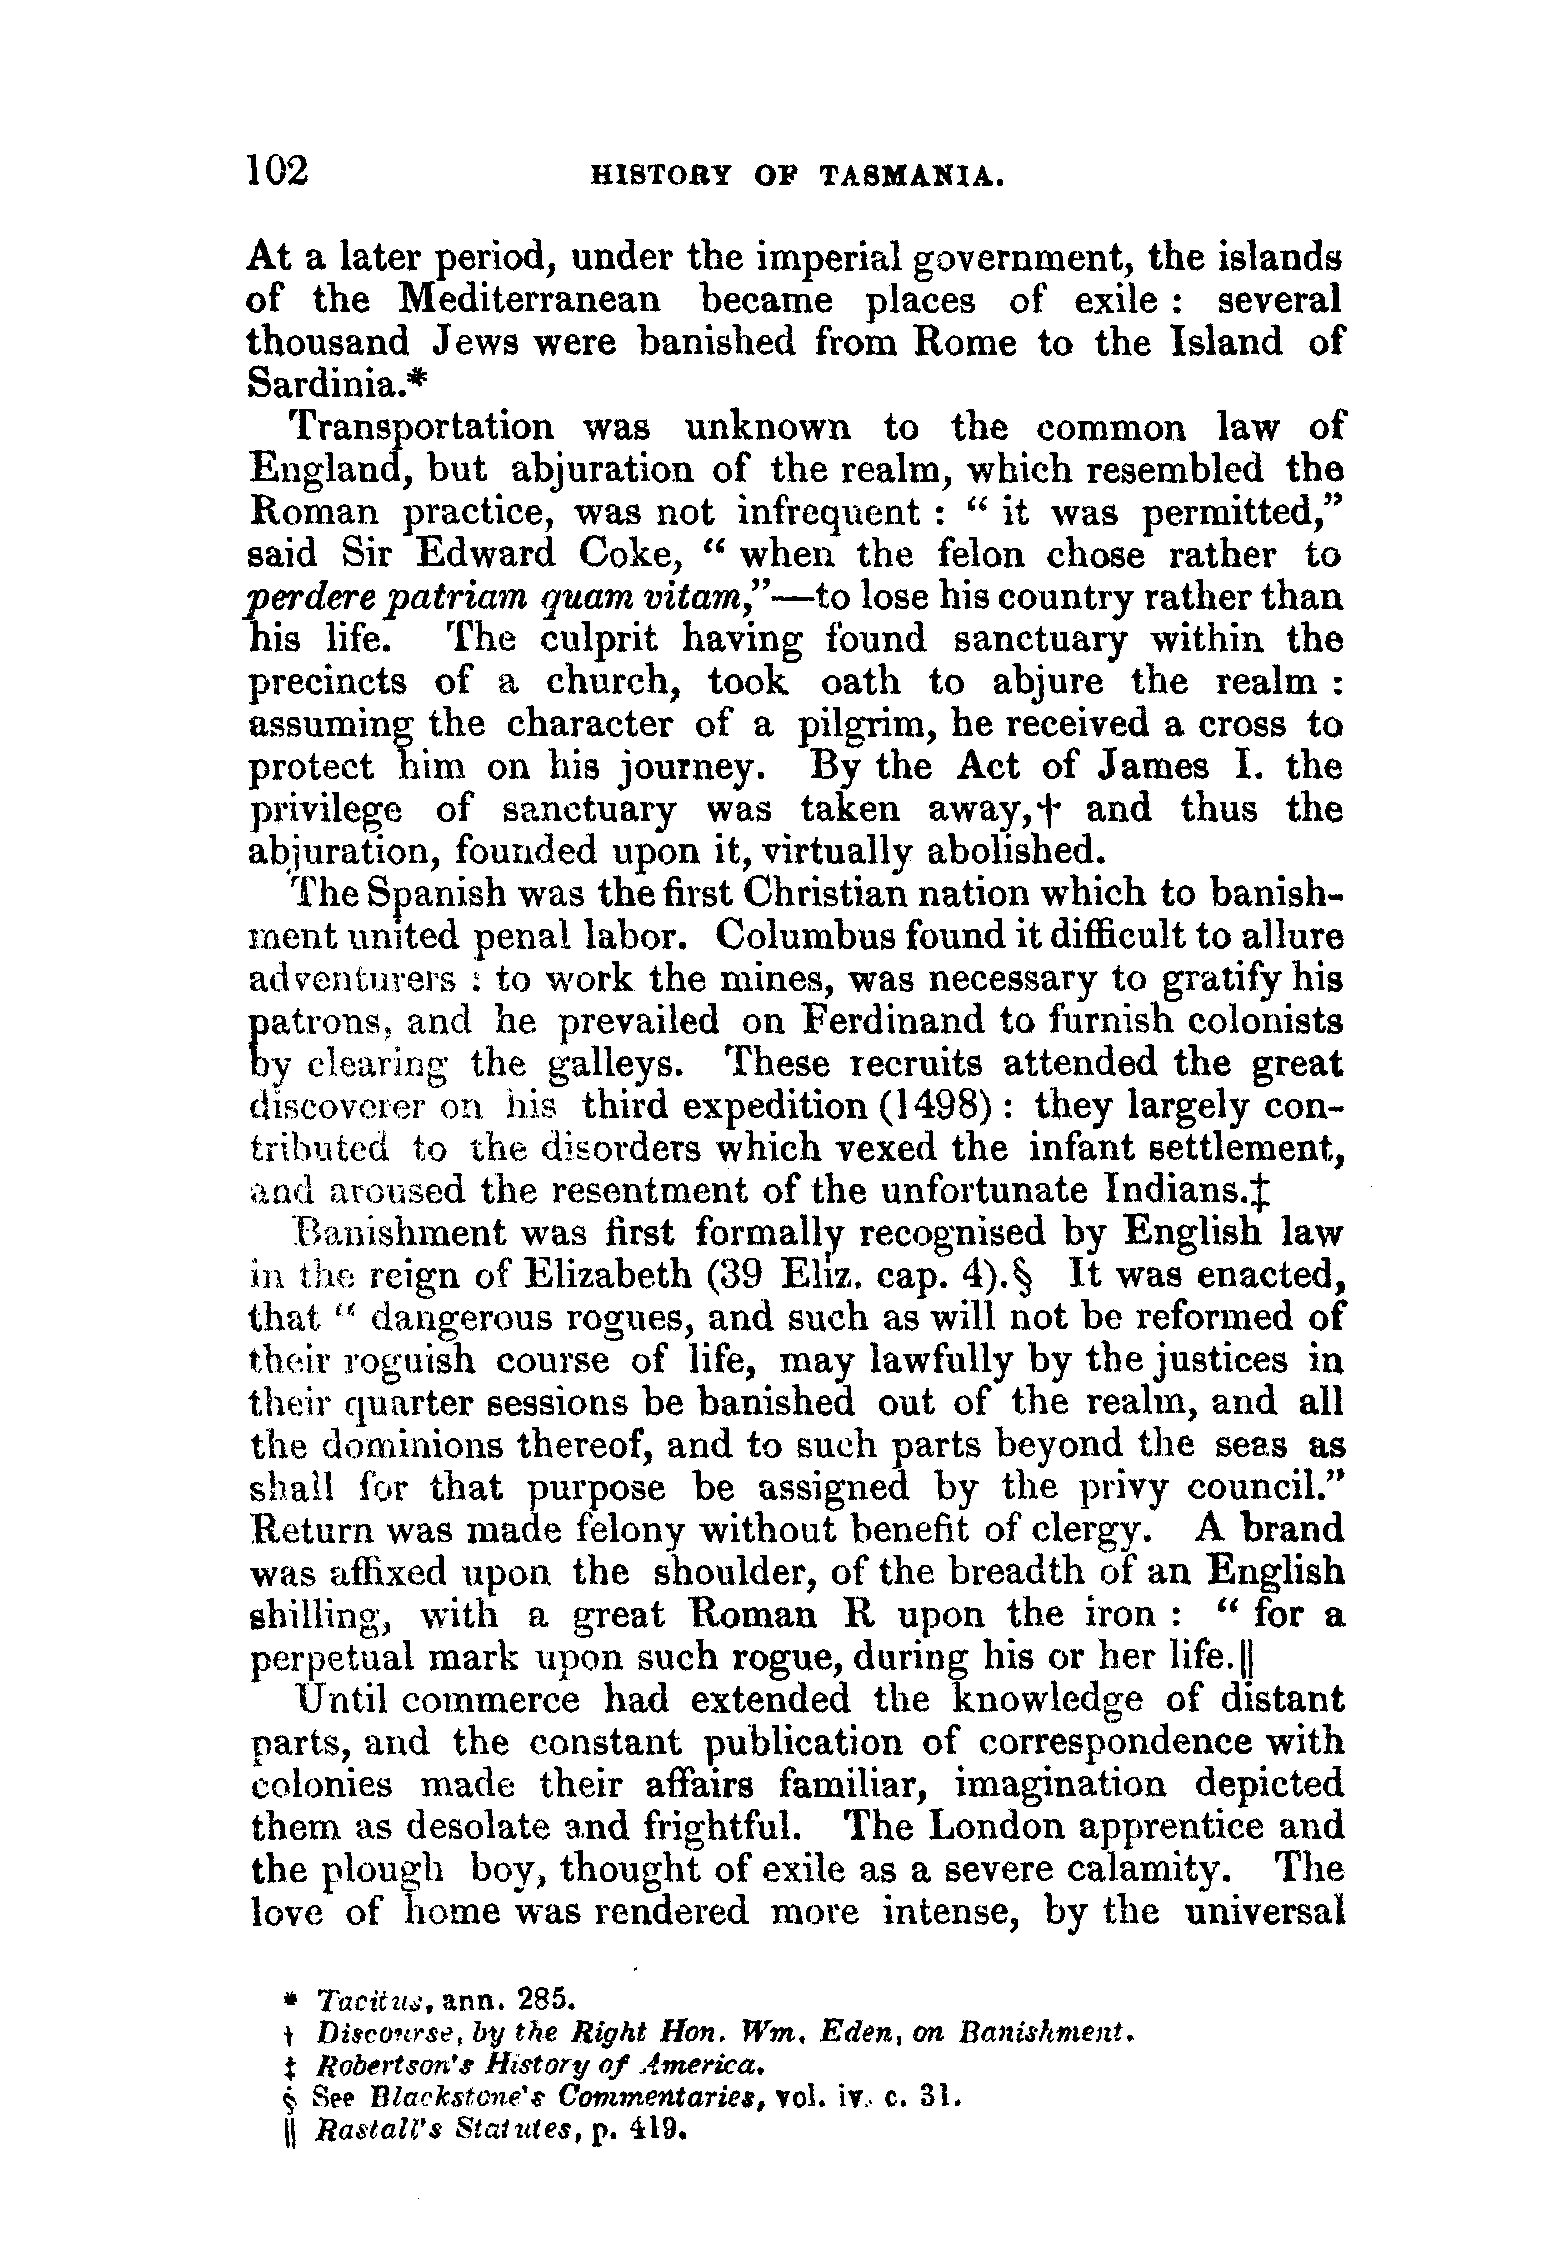 102 HISTORY OF TASMANIA.
At a later period, under the imperial government, the islands
of the Mediterranean became places of exile : several
thousand Jews were banished from Rome to the Island of
Sardinia.*
Transportation was unknown to the common law of
England, but abjuration of the realm, which resembled the
Roman practice, was not infrequent : “ it was permitted,”
said Sir Edward Coke, “ when the felon chose rather to
perdere patriam quam vitam,”—to lose his country rather than
his life. The culprit having found sanctuary within the
precincts of a church, took oath to abjure the realm :
assuming the character of a pilgrim, he received a cross to
protect him on his journey. By the Act of James I. the
privilege of sanctuary was taken away,† and thus the
abjuration, founded upon it, virtually abolished.
The Spanish was the first Christian nation which to banish-
ment united penal labor. Columbus found it difficult to allure
adventurers : to work the mines, was necessary to gratify his
patrons, and he prevailed on Ferdinand to furnish colonists
by clearing the galleys. These recruits attended the great
discoverer on his third expedition (1498) : they largely con-
tributed to the disorders which vexed the infant settlement,
and aroused the resentment of the unfortunate Indians.‡
Banishment was first formally recognised by English law
in the reign of Elizabeth (39 Eliz. cap. 4).§ It was enacted,
that “ dangerous rogues, and such as will not be reformed of
their roguish course of life, may lawfully by the justices in
their quarter sessions be banished out of the realm, and all
the dominions thereof, and to such parts beyond the seas as
shall for that purpose be assigned by the privy council.”
Return was made felony without benefit of clergy. A brand
was affixed upon the shoulder, of the breadth of an English
shilling, with a great Roman R upon the iron : “ for a
perpetual mark upon such rogue, during his or her life.||
Until commerce had extended the knowledge of distant
parts, and the constant publication of correspondence with
colonies made their affairs familiar, imagination depicted
them as desolate and frightful. The London apprentice and
the plough boy, thought of exile as a severe calamity. The
love of home was rendered more intense, by the universal
* Tacitus, ann. 285.
† Discourse, by the Right Hon. Wm. Eden, on Banishment.
‡ Robertson's History of America.
§ See Blackstone's Commentaries, vol. iv. c. 31.
|| Rastall's Statutes, p. 419.